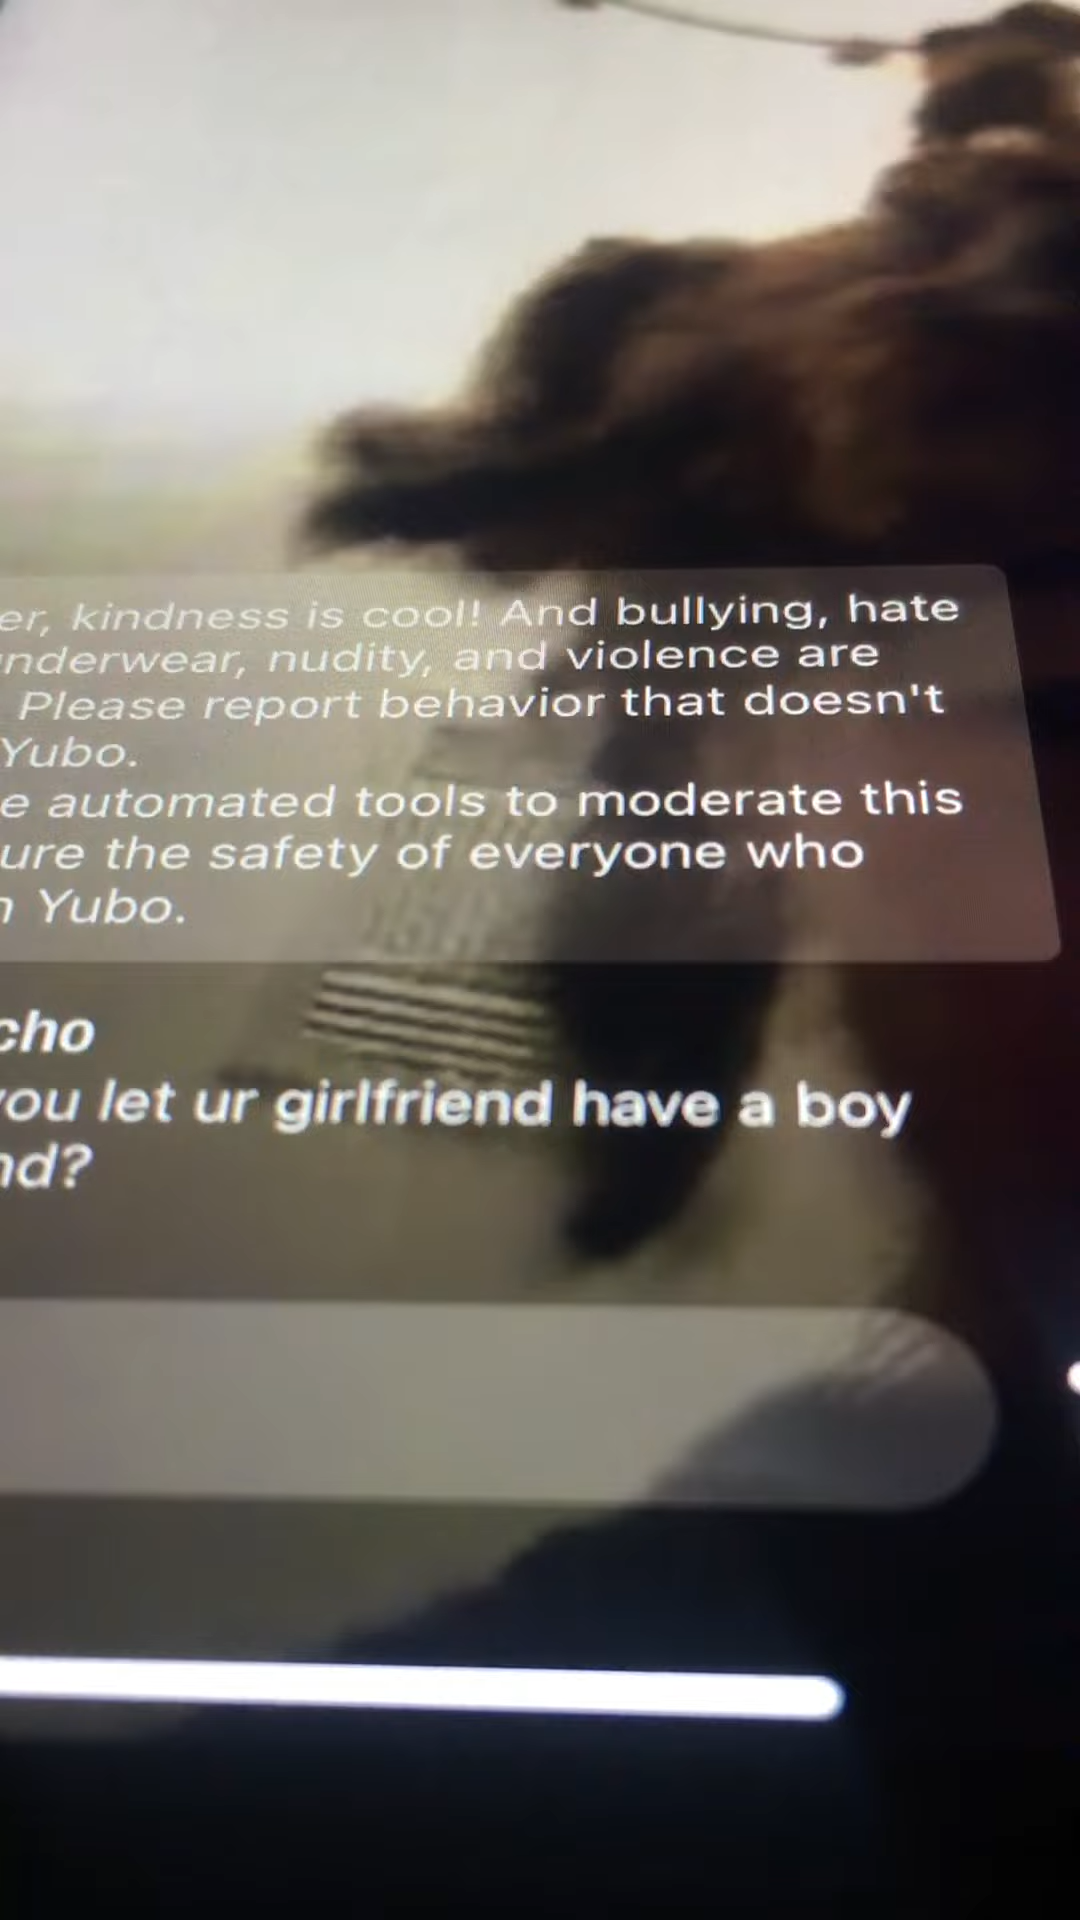 kindness is cool! And bullying, hate
nudity, and violence are
Please report behavior that doesn't
Yubo.
automated tools to moderate this
the safety of everyone who
Yubo.
you let ur girlfriend have a boy